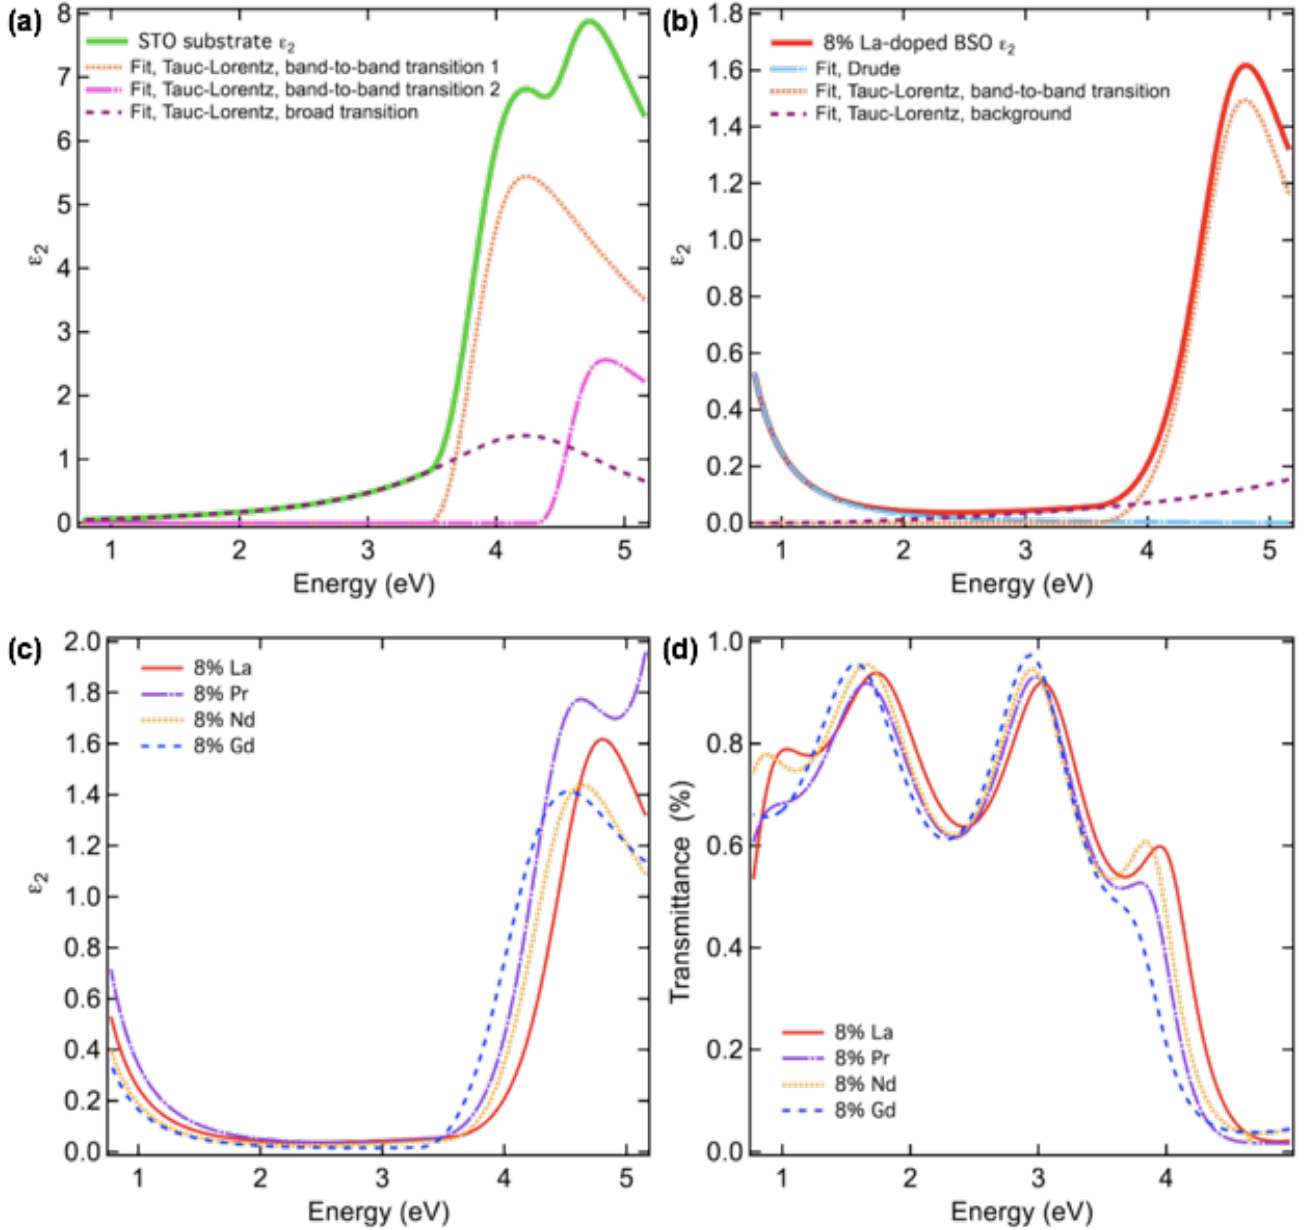 (a)
8
7
6
5
4
3
2
1
0
ε2
STO substrate ε2
Fit, Tauc-Lorentz, band-to-band transition 1
Fit, Tauc-Lorentz, band-to-band transition 2
Fit, Tauc-Lorentz, broad transition
1 2 3 4 5
Energy (eV)
(b)
1.8
1.6
1.4
1.2
1.0
0.8
0.6
0.4
0.2
0.0
ε2
8% La-doped BSO ε2
Fit, Drude
Fit, Tauc-Lorentz, band-to-band transition
Fit, Tauc-Lorentz, background
1 2 3 4 5
Energy (eV)
(c)
2.0
1.8
1.6
1.4
1.2
1.0
0.8
0.6
0.4
0.2
0.0
ε2
8% La
8% Pr
8% Nd
8% Gd
1 2 3 4 5
Energy (eV)
(d)
1.0
0.8
0.6
0.4
0.2
0.0
Transmittance (%)
8% La
8% Pr
8% Nd
8% Gd
1 2 3 4
Energy (eV)